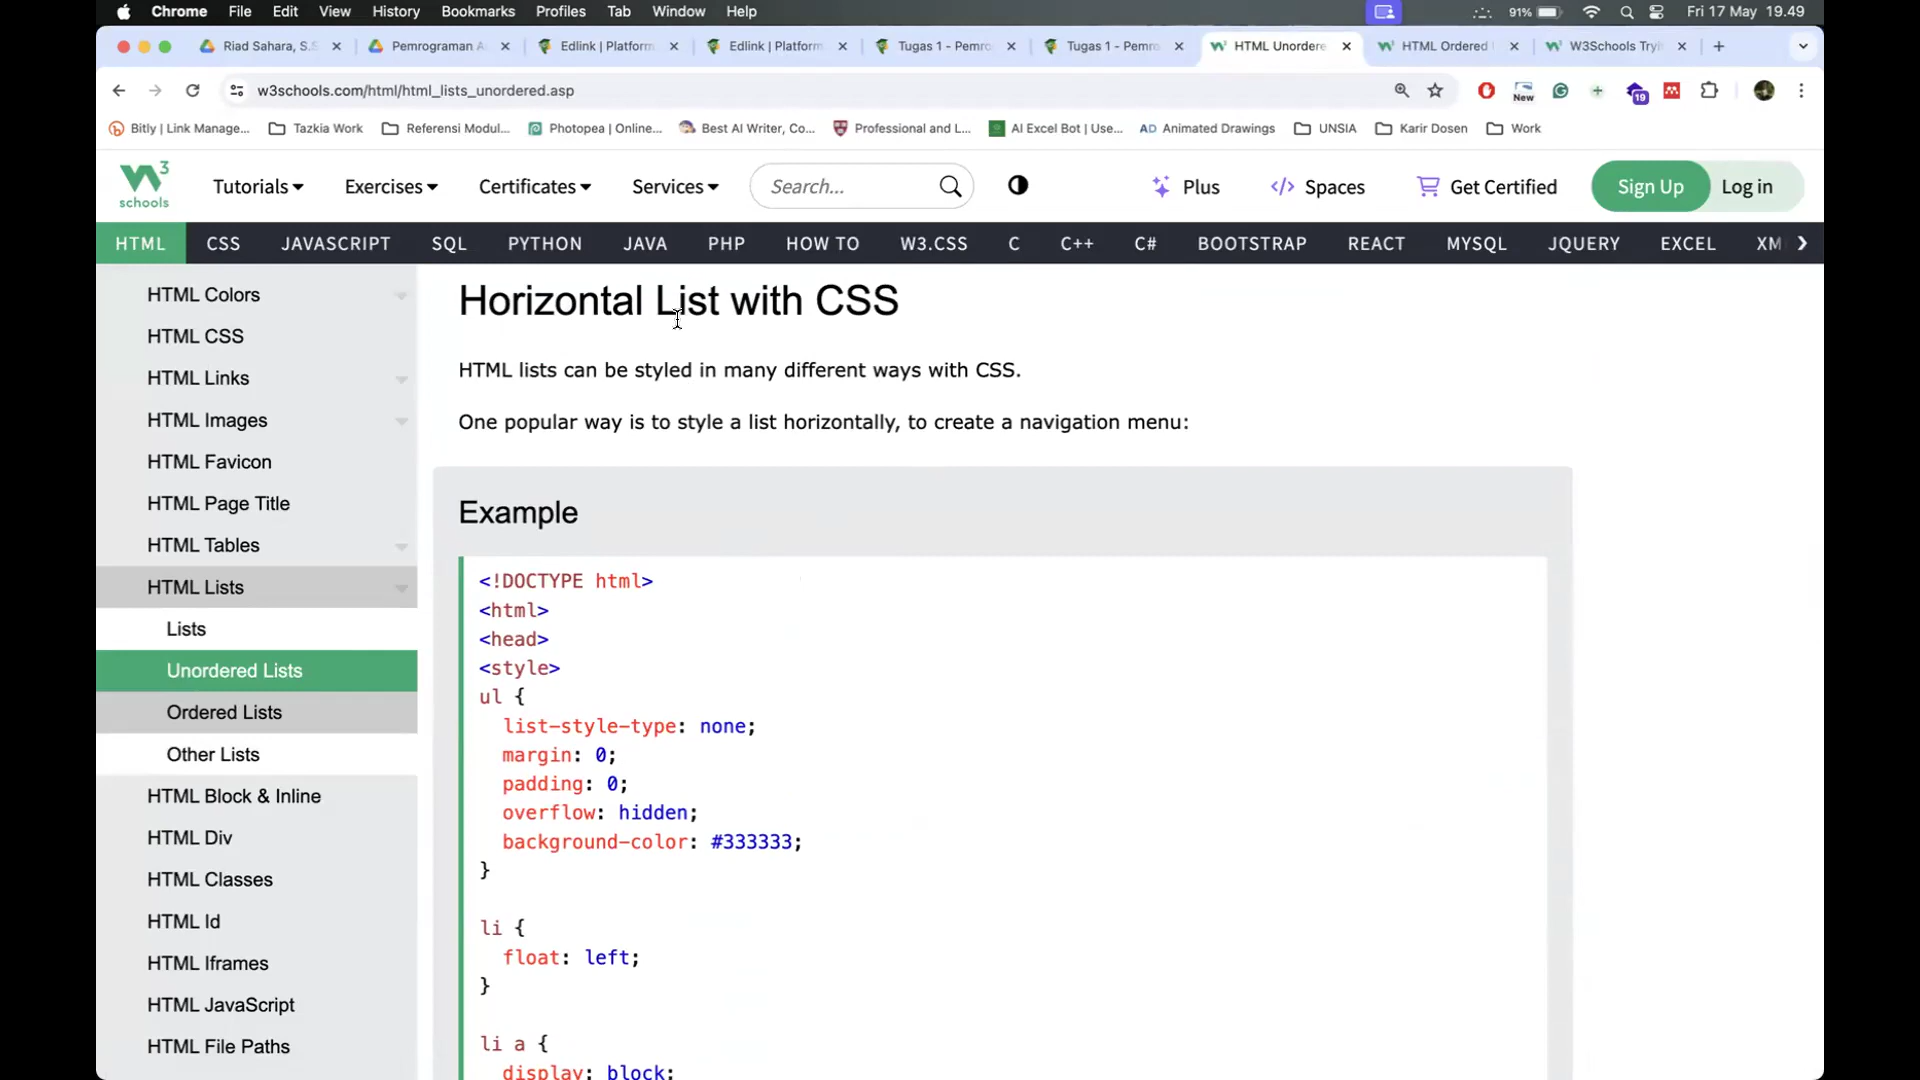 Chrome File Edit View History Bookmarks Profiles Tab Window Help 91% Fri 17 May 19.49
Riad Sahara, S.S Pemrograman A Edlink | Platform Edlink | Platform Tugas 1 - Pemro Tugas 1 - Pemro HTML Unordere HTML Ordered W3Schools Tryi
w3schools.com/html/html_lists_unordered.asp New 19
Bitly | Link Manage... Tazkia Work Referensi Modul... Photopea | Online... Best AI Writer, Co... Professional and L... AI Excel Bot | Use... AD Animated Drawings UNSIA Karir Dosen Work
W3 schools Tutorials Exercises Certificates Services Search... Plus Spaces Get Certified Sign Up Log in
HTML CSS JAVASCRIPT SQL PYTHON JAVA PHP HOW TO W3.CSS C C++ C# BOOTSTRAP REACT MYSQL JQUERY EXCEL XM ❯
HTML Colors
HTML CSS
HTML Links
HTML Images
HTML Favicon
HTML Page Title
HTML Tables
HTML Lists
Lists
Unordered Lists
Ordered Lists
Other Lists
HTML Block & Inline
HTML Div
HTML Classes
HTML Id
HTML Iframes
HTML JavaScript
HTML File Paths
Horizontal List with CSS
HTML lists can be styled in many different ways with CSS.
One popular way is to style a list horizontally, to create a navigation menu:
Example
<!DOCTYPE html>
<html>
<head>
<style>
ul {
list-style-type: none;
margin: 0;
padding: 0;
overflow: hidden;
background-color: #333333;
}
li {
float: left;
}
li a {
display: block;